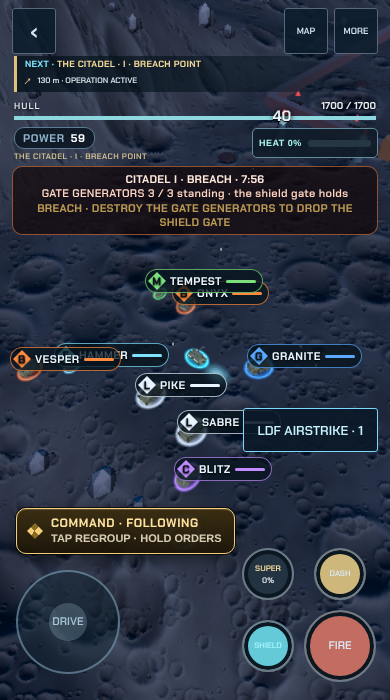 ‹
MAP
MORE
NEXT · THE CITADEL · I · BREACH POINT
130 m · OPERATION ACTIVE
HULL
1700 / 1700
40
POWER 59
HEAT 0%
THE CITADEL · I · BREACH POINT
CITADEL I · BREACH · 7:56
GATE GENERATORS 3 / 3 standing · the shield gate holds
BREACH · DESTROY THE GATE GENERATORS TO DROP THE
SHIELD GATE
M TEMPEST
ONYX
VESPER
HAMMER
GRANITE
L PIKE
L SABRE
LDF AIRSTRIKE · 1
C BLITZ
COMMAND · FOLLOWING
TAP REGROUP · HOLD ORDERS
SUPER
0%
DASH
DRIVE
SHIELD
FIRE